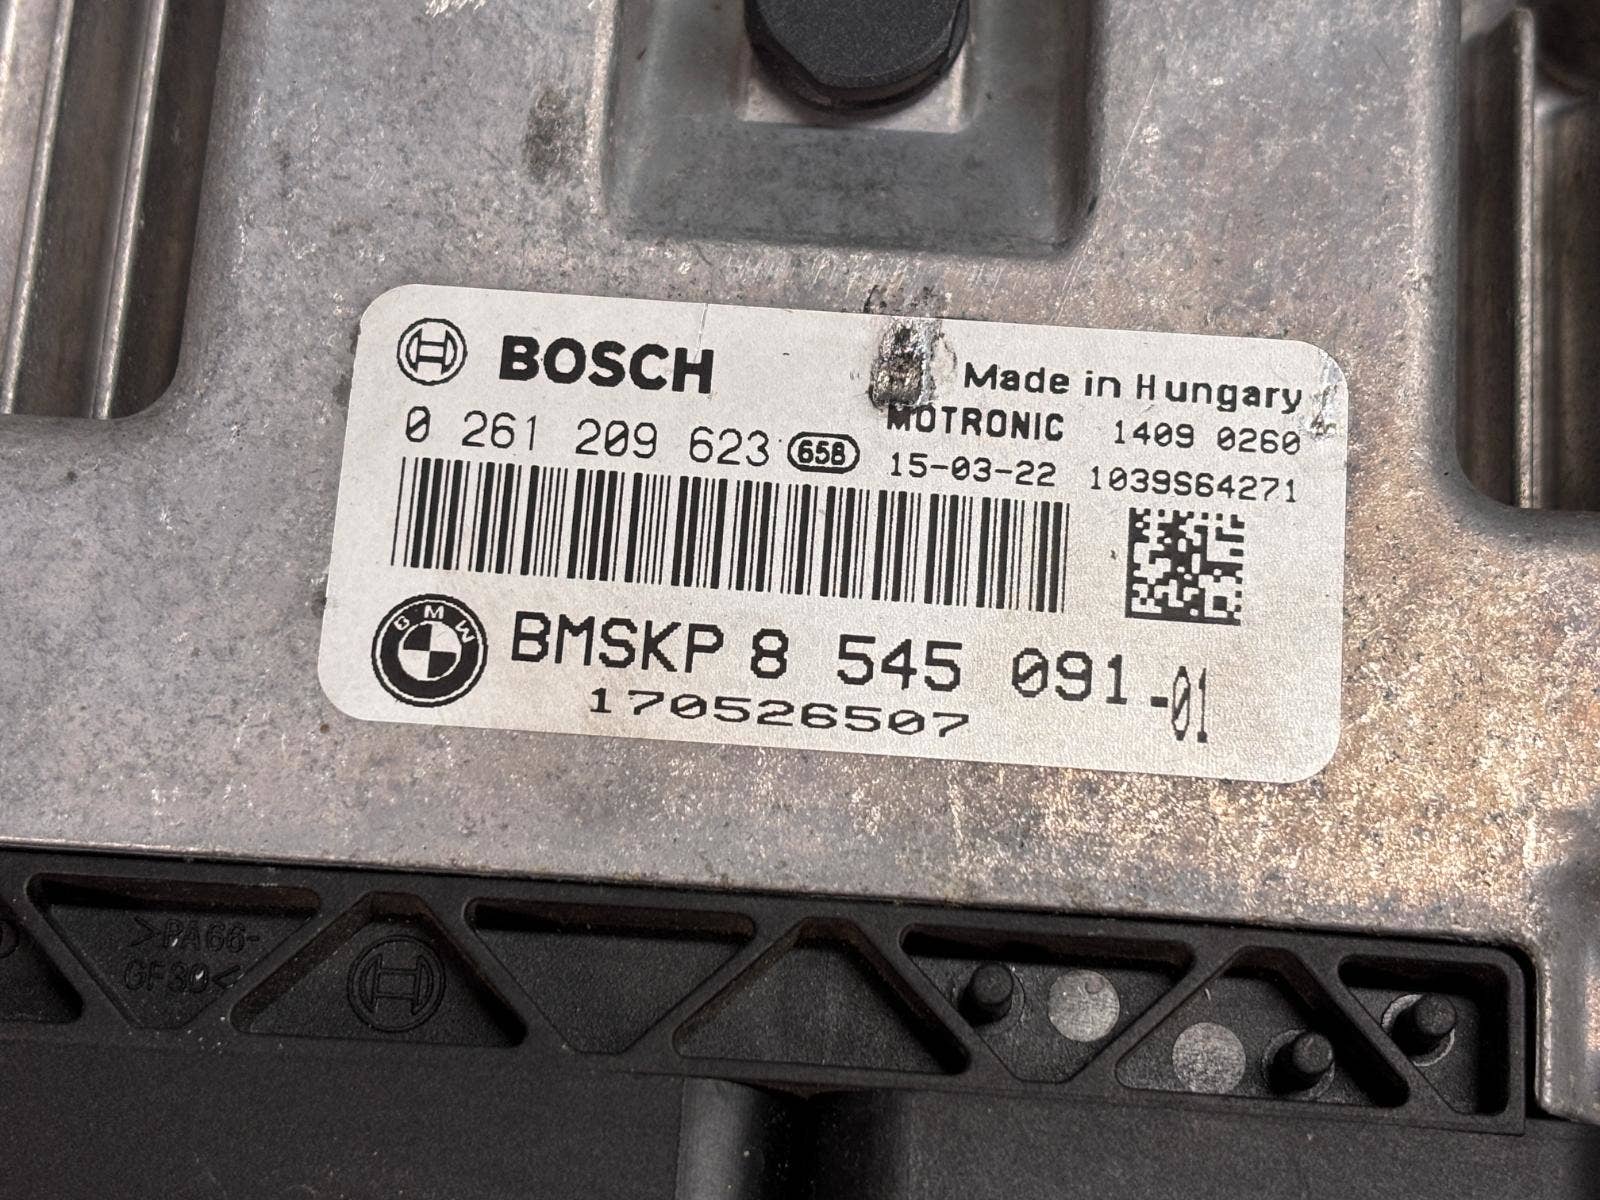 BOSCH
Made in Hungary
0 261 209 623 658
MOTRONIC 1409 0260
15-03-22 1039S64271
BMW
BMSKP 8 545 091-01
170526507
>PA66-
GF30<